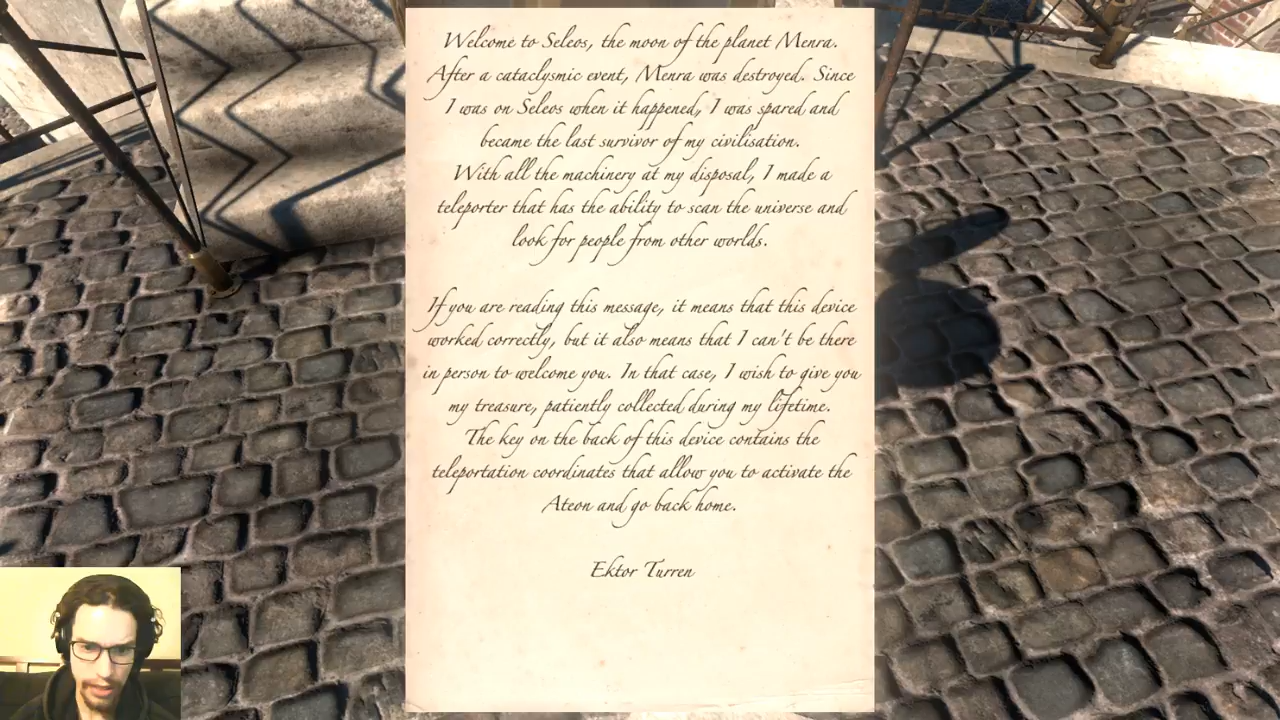 Welcome to Seleos, the moon of the planet Menra.
After a cataclysmic event, Menra was destroyed. Since
I was on Seleos when it happened, I was spared and
became the last survivor of my civilisation.
With all the machinery at my disposal, I made a
teleporter that has the ability to scan the universe and
look for people from other worlds.
If you are reading this message, it means that this device
worked correctly, but it also means that I can't be there
in person to welcome you. In that case, I wish to give you
my treasure, patiently collected during my lifetime.
The key on the back of this device contains the
teleportation coordinates that allow you to activate the
Ateon and go back home.
Ektor Turren